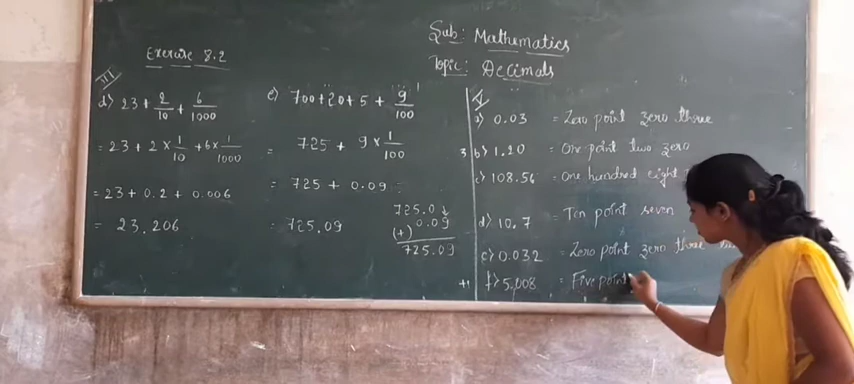 Sub: Mathematics
Topic: Decimals
Exercise 8.2
III
d) 23 + 2/10 + 6/1000
= 23 + 2 × 1/10 + 6 × 1/1000
= 23 + 0.2 + 0.006
= 23.206
e) 700 + 20 + 5 + 9/100
= 725 + 9 × 1/100
= 725 + 0.09
= 725.09
725.0
(+) 0.09
725.09
a) 0.03 = Zero point zero three
b) 1.20 = One point two zero
c) 108.56 = One hundred eight
d) 10.7 = Ten point seven
e) 0.032 = Zero point zero three
f) 5.008 = Five point